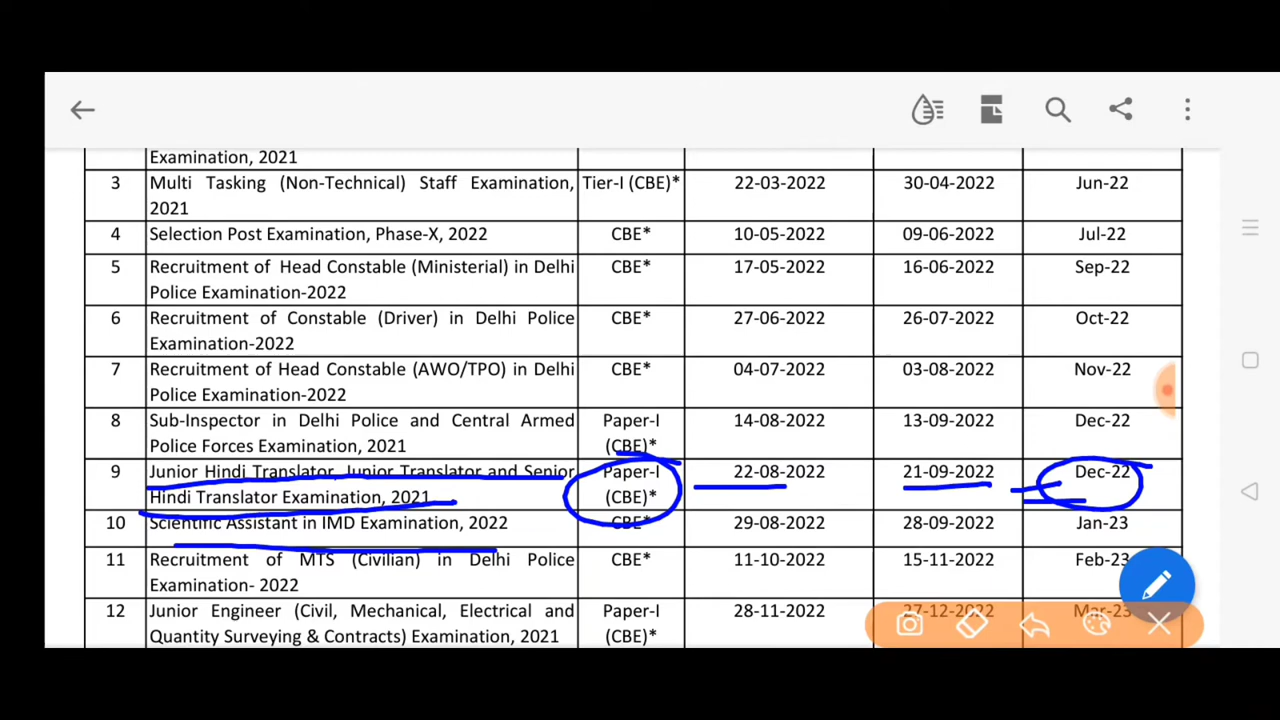 Examination, 2021
3 Multi Tasking (Non-Technical) Staff Examination, Tier-I (CBE)* 22-03-2022 30-04-2022 Jun-22
2021
4 Selection Post Examination, Phase-X, 2022 CBE* 10-05-2022 09-06-2022 Jul-22
5 Recruitment of Head Constable (Ministerial) in Delhi CBE* 17-05-2022 16-06-2022 Sep-22
Police Examination-2022
6 Recruitment of Constable (Driver) in Delhi Police CBE* 27-06-2022 26-07-2022 Oct-22
Examination-2022
7 Recruitment of Head Constable (AWO/TPO) in Delhi CBE* 04-07-2022 03-08-2022 Nov-22
Police Examination-2022
8 Sub-Inspector in Delhi Police and Central Armed Paper-I 14-08-2022 13-09-2022 Dec-22
Police Forces Examination, 2021 (CBE)*
9 Junior Hindi Translator, Junior Translator and Senior Paper-I 22-08-2022 21-09-2022 Dec-22
Hindi Translator Examination, 2021 (CBE)*
10 Scientific Assistant in IMD Examination, 2022 CBE* 29-08-2022 28-09-2022 Jan-23
11 Recruitment of MTS (Civilian) in Delhi Police CBE* 11-10-2022 15-11-2022 Feb-23
Examination- 2022
12 Junior Engineer (Civil, Mechanical, Electrical and Paper-I 28-11-2022 27-12-2022 Mar-23
Quantity Surveying & Contracts) Examination, 2021 (CBE)*